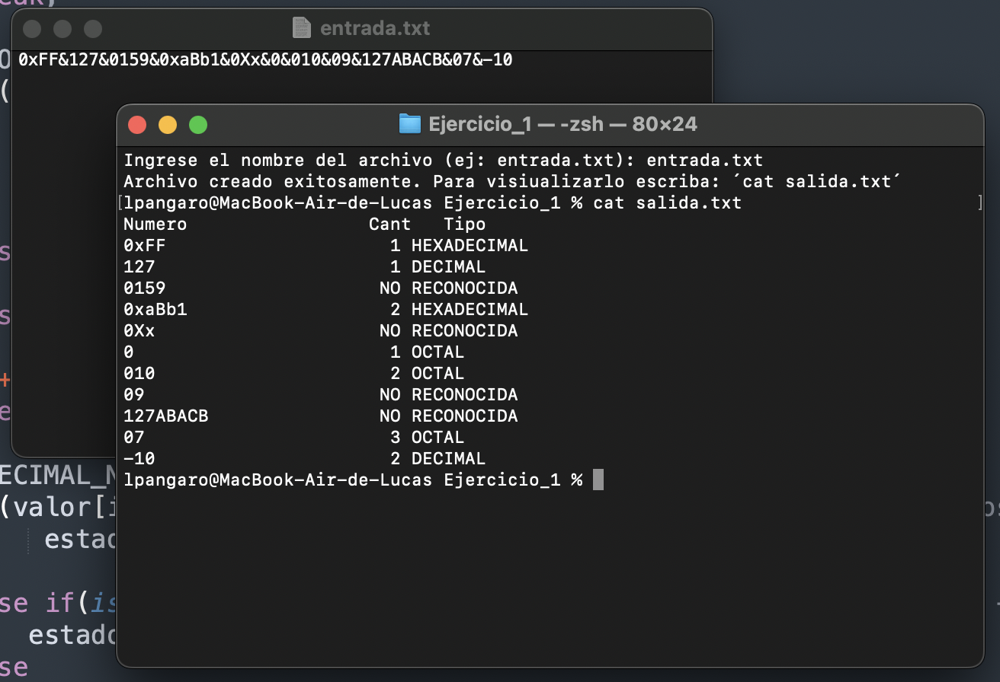 entrada.txt
0xFF&127&0159&0xaBb1&0Xx&0&010&09&127ABACB&07&-10
Ejercicio_1 — -zsh — 80×24
Ingrese el nombre del archivo (ej: entrada.txt): entrada.txt
Archivo creado exitosamente. Para visiualizarlo escriba: ´cat salida.txt´
[lpangaro@MacBook-Air-de-Lucas Ejercicio_1 % cat salida.txt ]
Numero Cant Tipo
0xFF 1 HEXADECIMAL
127 1 DECIMAL
0159 NO RECONOCIDA
0xaBb1 2 HEXADECIMAL
0Xx NO RECONOCIDA
0 1 OCTAL
010 2 OCTAL
09 NO RECONOCIDA
127ABACB NO RECONOCIDA
07 3 OCTAL
-10 2 DECIMAL
lpangaro@MacBook-Air-de-Lucas Ejercicio_1 %
ECIMAL_N
(valor[i
estad
se if(is
estado
se